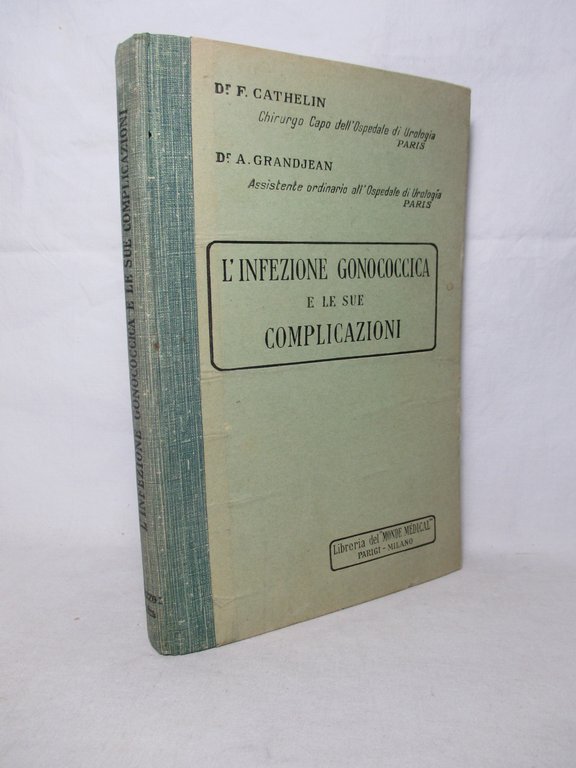 Dr F. CATHELIN
Chirurgo Capo dell'Ospedale di Urologia
PARIS
Dr A. GRANDJEAN
Assistente ordinario all'Ospedale di Urologia
PARIS
L'INFEZIONE GONOCOCCICA
E LE SUE
COMPLICAZIONI
Libreria del "MONDE MÉDICAL"
PARIGI - MILANO
L'INFEZIONE GONOCOCCICA E LE SUE COMPLICAZIONI